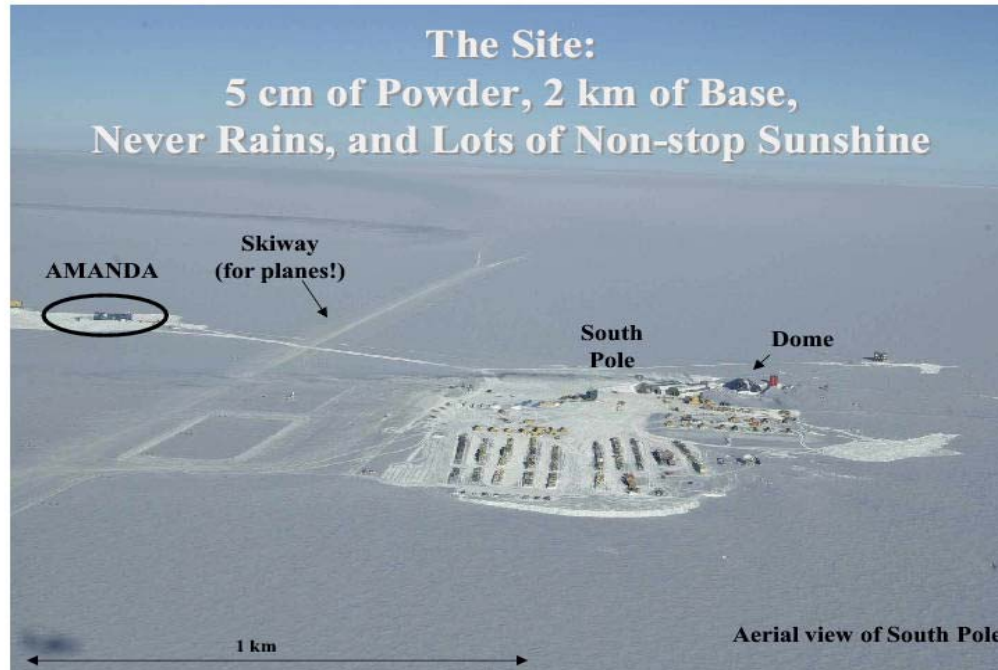 The Site:
5 cm of Powder, 2 km of Base,
Never Rains, and Lots of Non-stop Sunshine
Skiway
(for planes!)
AMANDA
South
Pole
Dome
1 km
Aerial view of South Pole